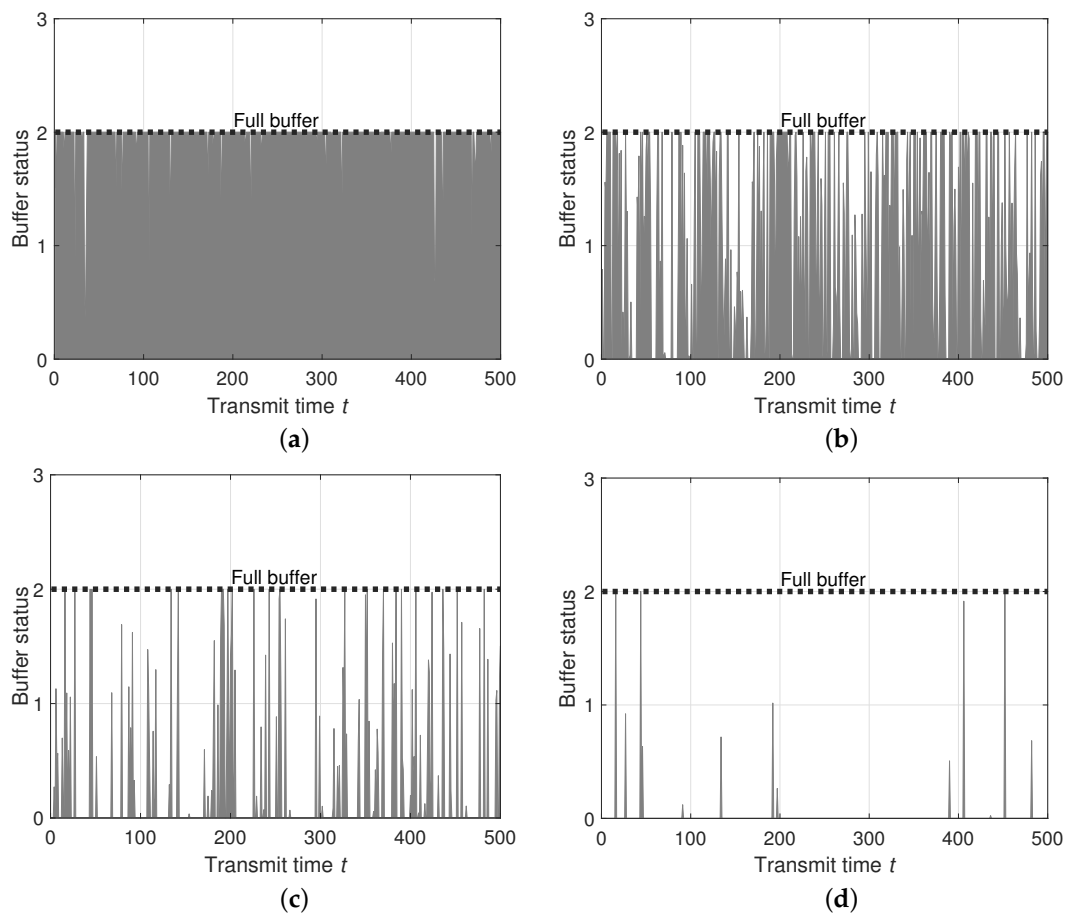 3
Full buffer
2
Buffer status
1
0
0 100 200 300 400 500
Transmit time t
(a)
3
Full buffer
2
Buffer status
1
0
0 100 200 300 400 500
Transmit time t
(b)
3
Full buffer
2
Buffer status
1
0
0 100 200 300 400 500
Transmit time t
(c)
3
Full buffer
2
Buffer status
1
0
0 100 200 300 400 500
Transmit time t
(d)